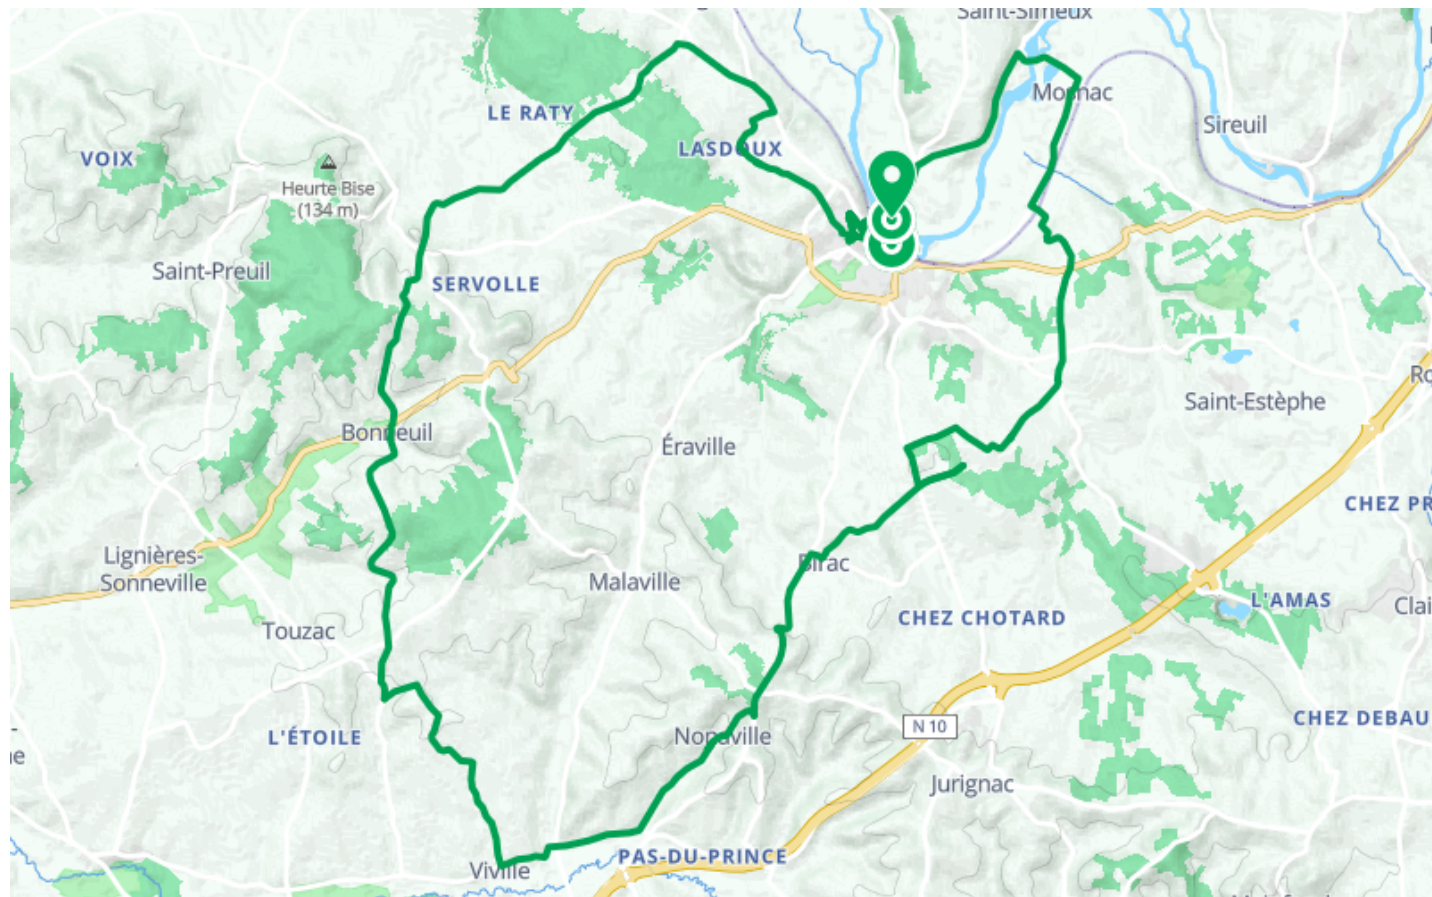 Saint-Simeux
Mosnac
LE RATY
Sireuil
VOIX
LASDOUX
Heurte Bise
(134 m)
Saint-Preuil
SERVOLLE
Saint-Estèphe
Bonneuil
Éraville
CHEZ PR
Lignières-
Sonneville
Birac
Malaville
L'AMAS
Clai
CHEZ CHOTARD
Touzac
CHEZ DEBAU
N 10
L'ÉTOILE
Nonaville
Jurignac
PAS-DU-PRINCE
Viville